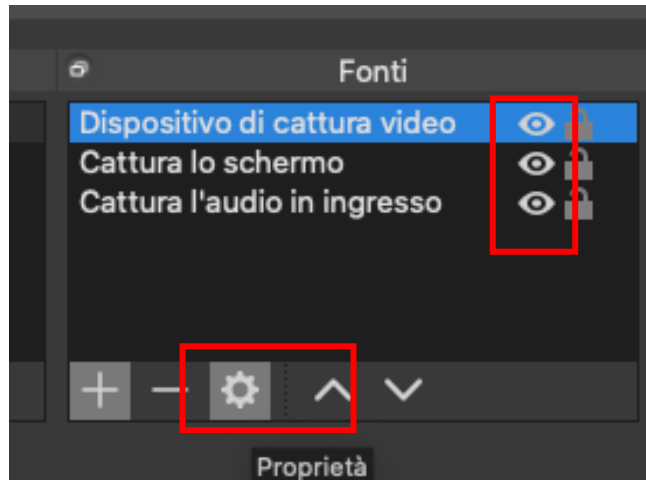 Fonti
Dispositivo di cattura video
Cattura lo schermo
Cattura l'audio in ingresso
Proprietà